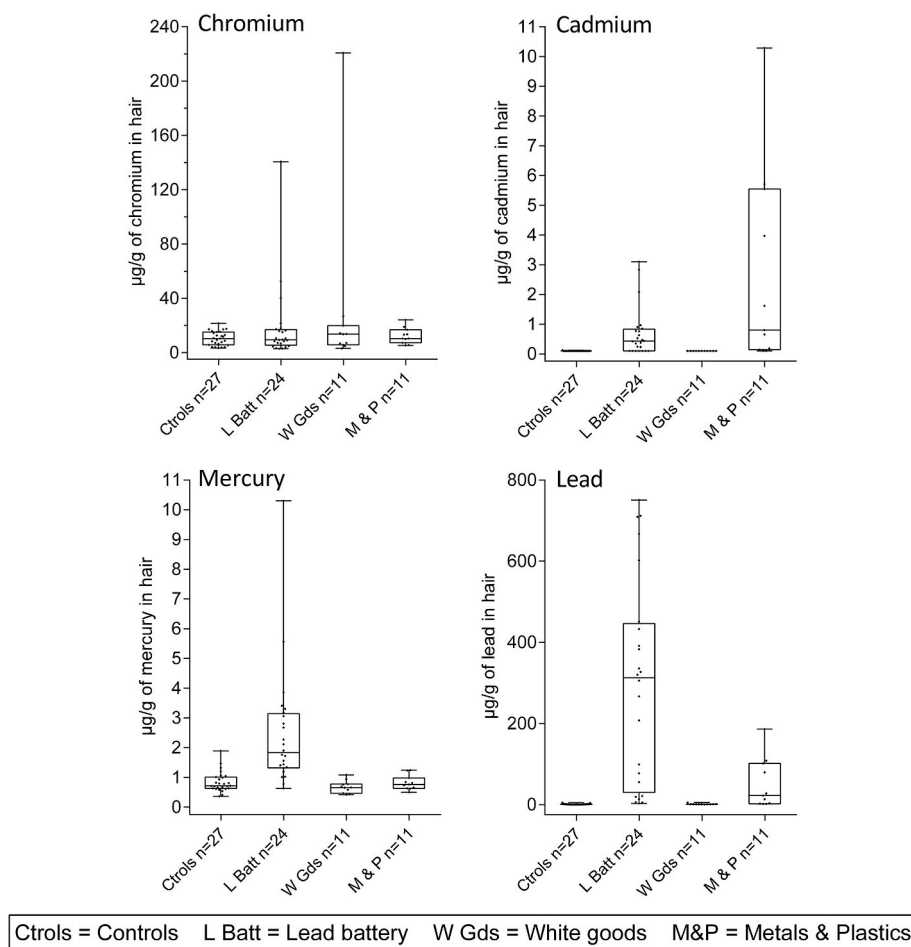 Chromium
µg/g of chromium in hair
240
200
160
120
80
40
0
Ctrols n=27
L Batt n=24
W Gds n=11
M & P n=11
Cadmium
µg/g of cadmium in hair
11
10
9
8
7
6
5
4
3
2
1
0
Ctrols n=27
L Batt n=24
W Gds n=11
M & P n=11
Mercury
µg/g of mercury in hair
11
10
9
8
7
6
5
4
3
2
1
0
Ctrols n=27
L Batt n=24
W Gds n=11
M & P n=11
Lead
µg/g of lead in hair
800
600
400
200
0
Ctrols n=27
L Batt n=24
W Gds n=11
M & P n=11
Ctrols = Controls L Batt = Lead battery W Gds = White goods M&P = Metals & Plastics